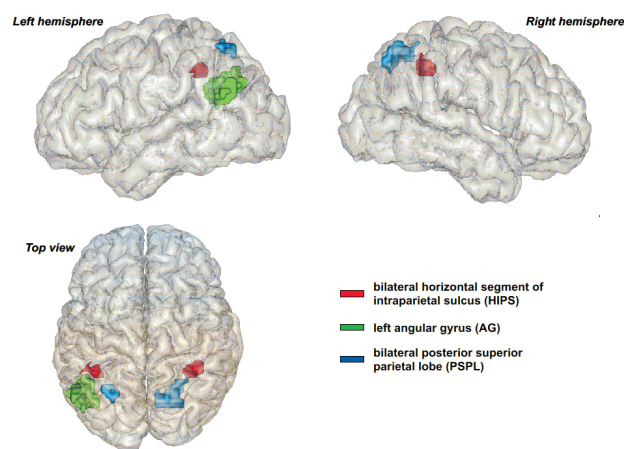 Left hemisphere
Right hemisphere
Top view
bilateral horizontal segment of
intraparietal sulcus (HIPS)
left angular gyrus (AG)
bilateral posterior superior
parietal lobe (PSPL)